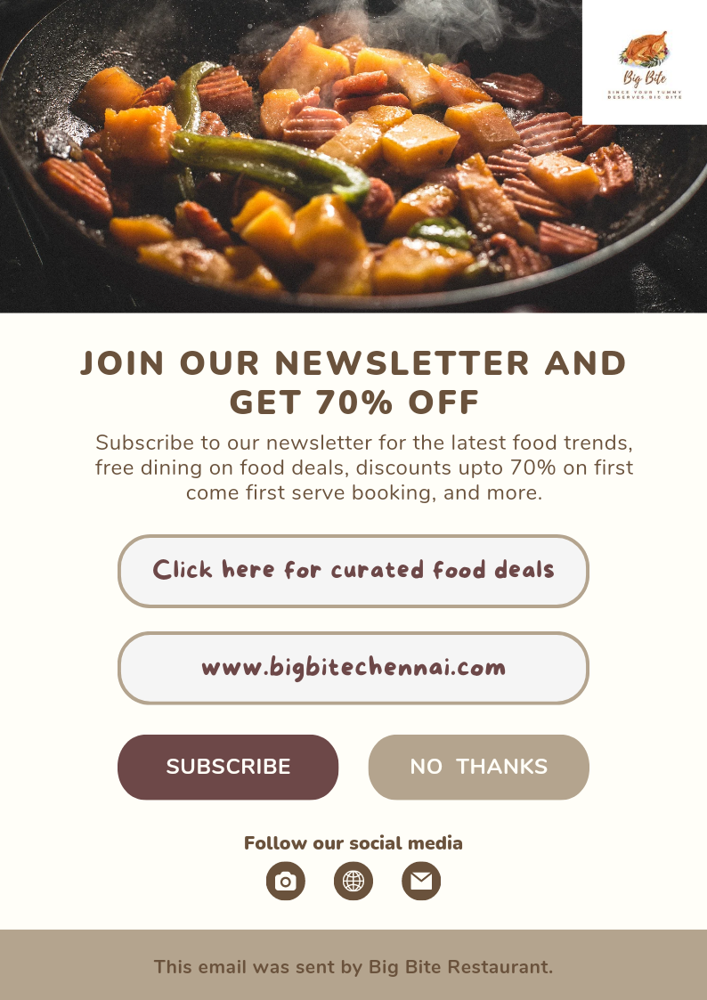 Big Bite
SINCE YOUR TUMMY
DESERVES BIG BITE
JOIN OUR NEWSLETTER AND
GET 70% OFF
Subscribe to our newsletter for the latest food trends,
free dining on food deals, discounts upto 70% on first
come first serve booking, and more.
Click here for curated food deals
www.bigbitechennai.com
SUBSCRIBE
NO THANKS
Follow our social media
This email was sent by Big Bite Restaurant.